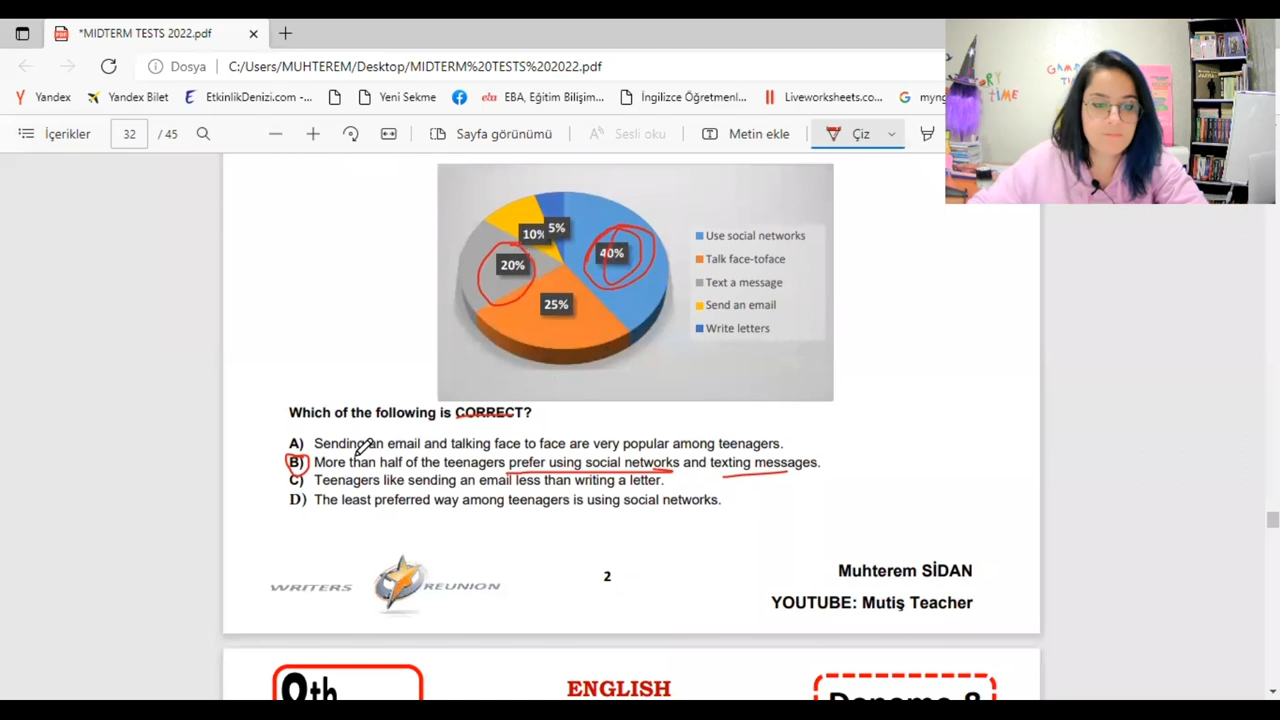 *MIDTERM TESTS 2022.pdf
Dosya C:/Users/MUHTEREM/Desktop/MIDTERM%20TESTS%202022.pdf
Yandex Yandex Bilet EtkinlikDenizi.com -... Yeni Sekme EBA, Eğitim Bilişim... İngilizce Öğretmenl... Liveworksheets.co... myng
İçerikler 32 / 45 Sayfa görünümü Sesli oku Metin ekle Çiz
10% 5%
40%
20%
25%
Use social networks
Talk face-toface
Text a message
Send an email
Write letters
Which of the following is CORRECT?
A) Sending an email and talking face to face are very popular among teenagers.
B) More than half of the teenagers prefer using social networks and texting messages.
C) Teenagers like sending an email less than writing a letter.
D) The least preferred way among teenagers is using social networks.
WRITERS REUNION
2
Muhterem SİDAN
YOUTUBE: Mutiş Teacher
ENGLISH